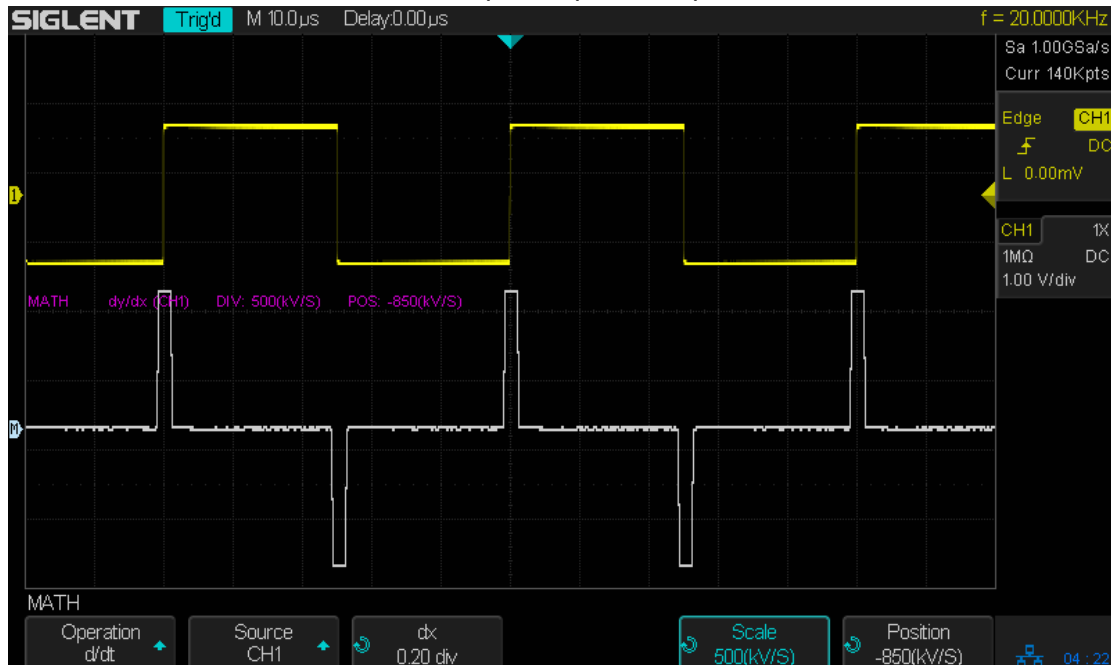 SIGLENT Trig'd M 10.0µs Delay:0.00µs f = 20.0000KHz
Sa 1.00GSa/s
Curr 140Kpts
Edge CH1
DC
L 0.00mV
1
CH1 1X
1MΩ DC
1.00 V/div
MATH dy/dx (CH1) DIV: 500(kV/S) POS: -850(kV/S)
M
MATH
Operation
d/dt
Source
CH1
dx
0.20 div
Scale
500(kV/S)
Position
-850(kV/S)
04 : 22